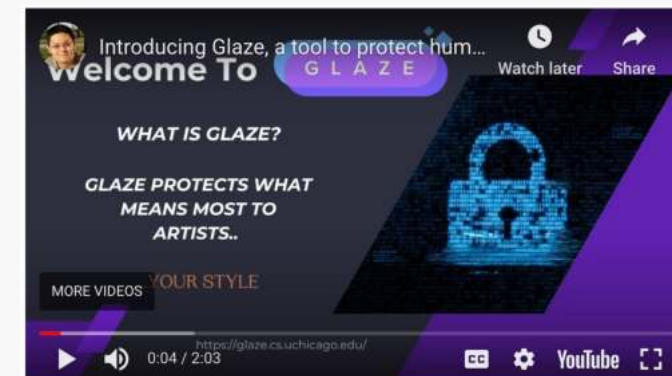 Introducing Glaze, a tool to protect hum...
Welcome To GLAZE
Watch later Share
WHAT IS GLAZE?
GLAZE PROTECTS WHAT
MEANS MOST TO
ARTISTS..
YOUR STYLE
MORE VIDEOS
https://glaze.cs.uchicago.edu/
0:04 / 2:03
CC
YouTube